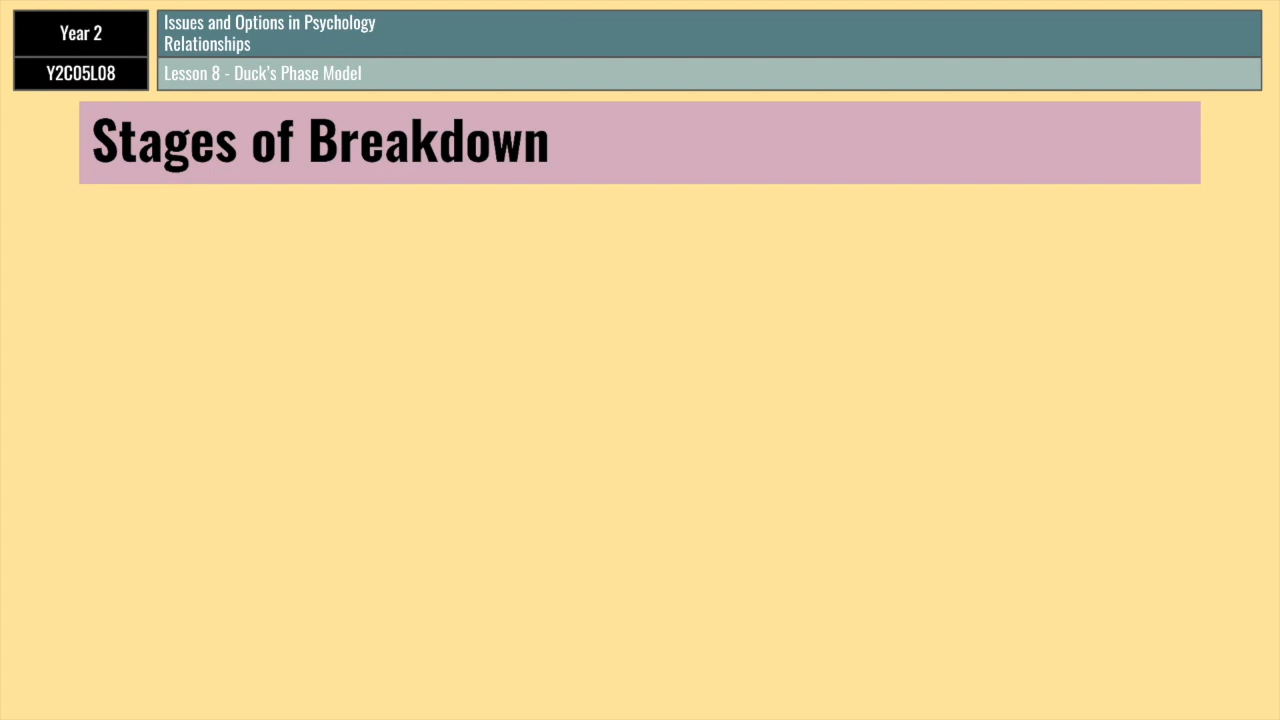 Year 2
Issues and Options in Psychology
Relationships
Y2C05L08
Lesson 8 - Duck's Phase Model
Stages of Breakdown